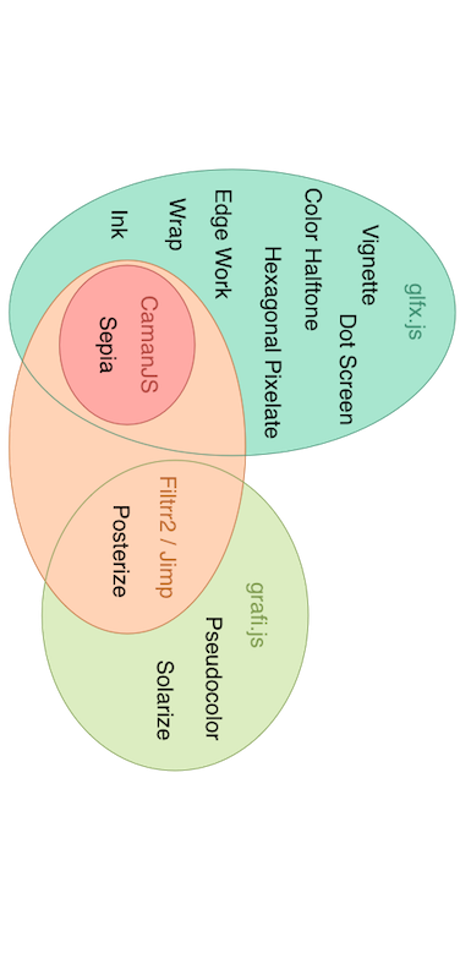 glfx.js
Vignette
Dot Screen
Color Halftone
Hexagonal Pixelate
Edge Work
Wrap
Ink
CamanJS
Sepia
Filtrr2 / Jimp
Posterize
grafi.js
Pseudocolor
Solarize